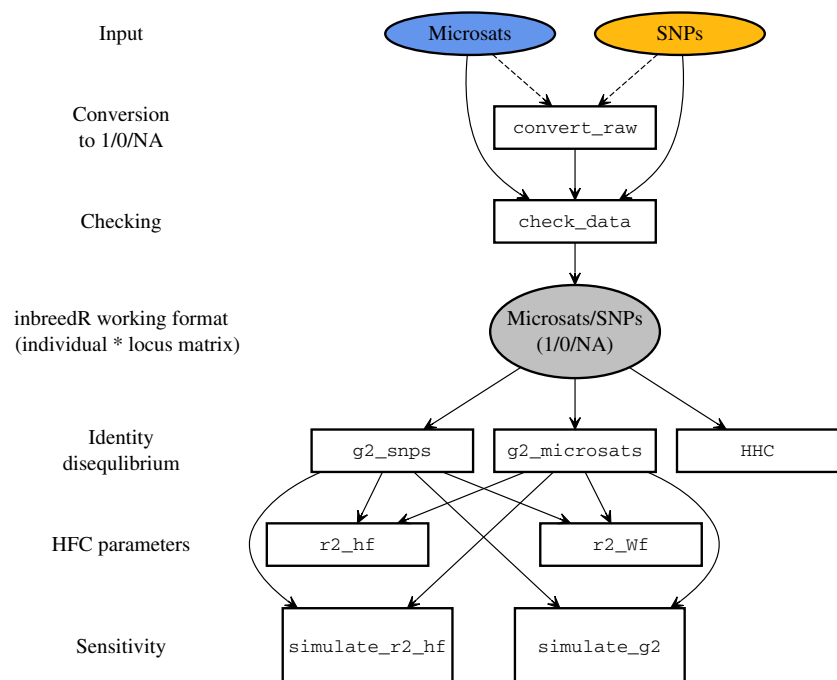 Input
Microsats
SNPs
Conversion
to 1/0/NA
convert_raw
Checking
check_data
inbreedR working format
(individual * locus matrix)
Microsats/SNPs
(1/0/NA)
Identity
disequlibrium
g2_snps
g2_microsats
HHC
HFC parameters
r2_hf
r2_Wf
Sensitivity
simulate_r2_hf
simulate_g2